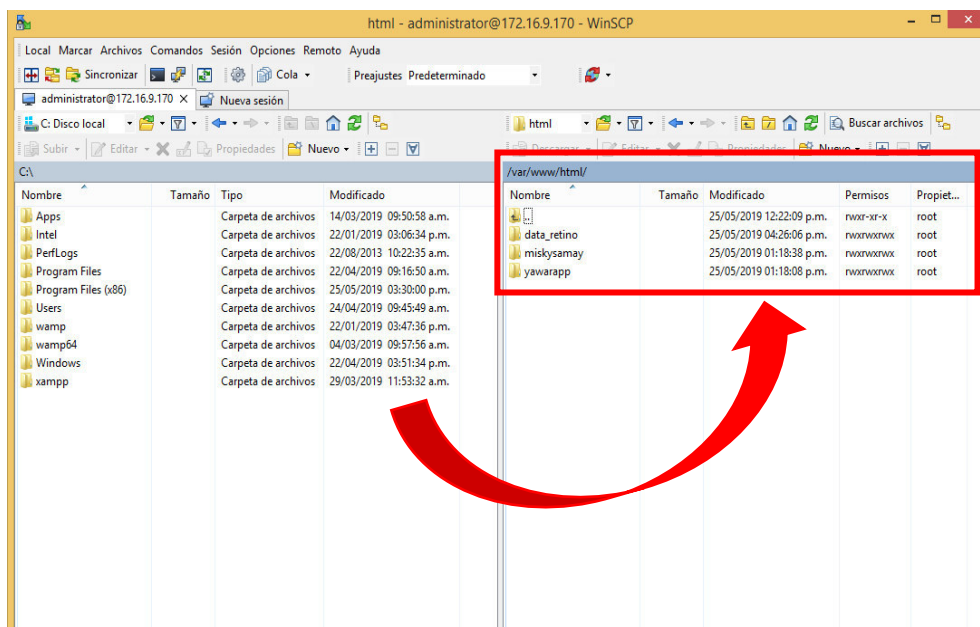 html - administrator@172.16.9.170 - WinSCP
Local Marcar Archivos Comandos Sesión Opciones Remoto Ayuda
Sincronizar Cola Preajustes Predeterminado
administrator@172.16.9.170 × Nueva sesión
C: Disco local html Buscar archivos
Subir Editar Propiedades Nuevo Descargar Editar Propiedades Nuevo
C:\ /var/www/html/
Nombre Tamaño Tipo Modificado Nombre Tamaño Modificado Permisos Propiet...
Apps Carpeta de archivos 14/03/2019 09:50:58 a.m. .. 25/05/2019 12:22:09 p.m. rwxr-xr-x root
Intel Carpeta de archivos 22/01/2019 03:06:34 p.m. data_retino 25/05/2019 04:26:06 p.m. rwxrwxrwx root
PerfLogs Carpeta de archivos 22/08/2013 10:22:35 a.m. miskysamay 25/05/2019 01:18:38 p.m. rwxrwxrwx root
Program Files Carpeta de archivos 22/04/2019 09:16:50 a.m. yawarapp 25/05/2019 01:18:08 p.m. rwxrwxrwx root
Program Files (x86) Carpeta de archivos 25/05/2019 03:30:00 p.m.
Users Carpeta de archivos 24/04/2019 09:45:49 a.m.
wamp Carpeta de archivos 22/01/2019 03:47:36 p.m.
wamp64 Carpeta de archivos 04/03/2019 09:57:56 a.m.
Windows Carpeta de archivos 22/04/2019 03:51:34 p.m.
xampp Carpeta de archivos 29/03/2019 11:53:32 a.m.